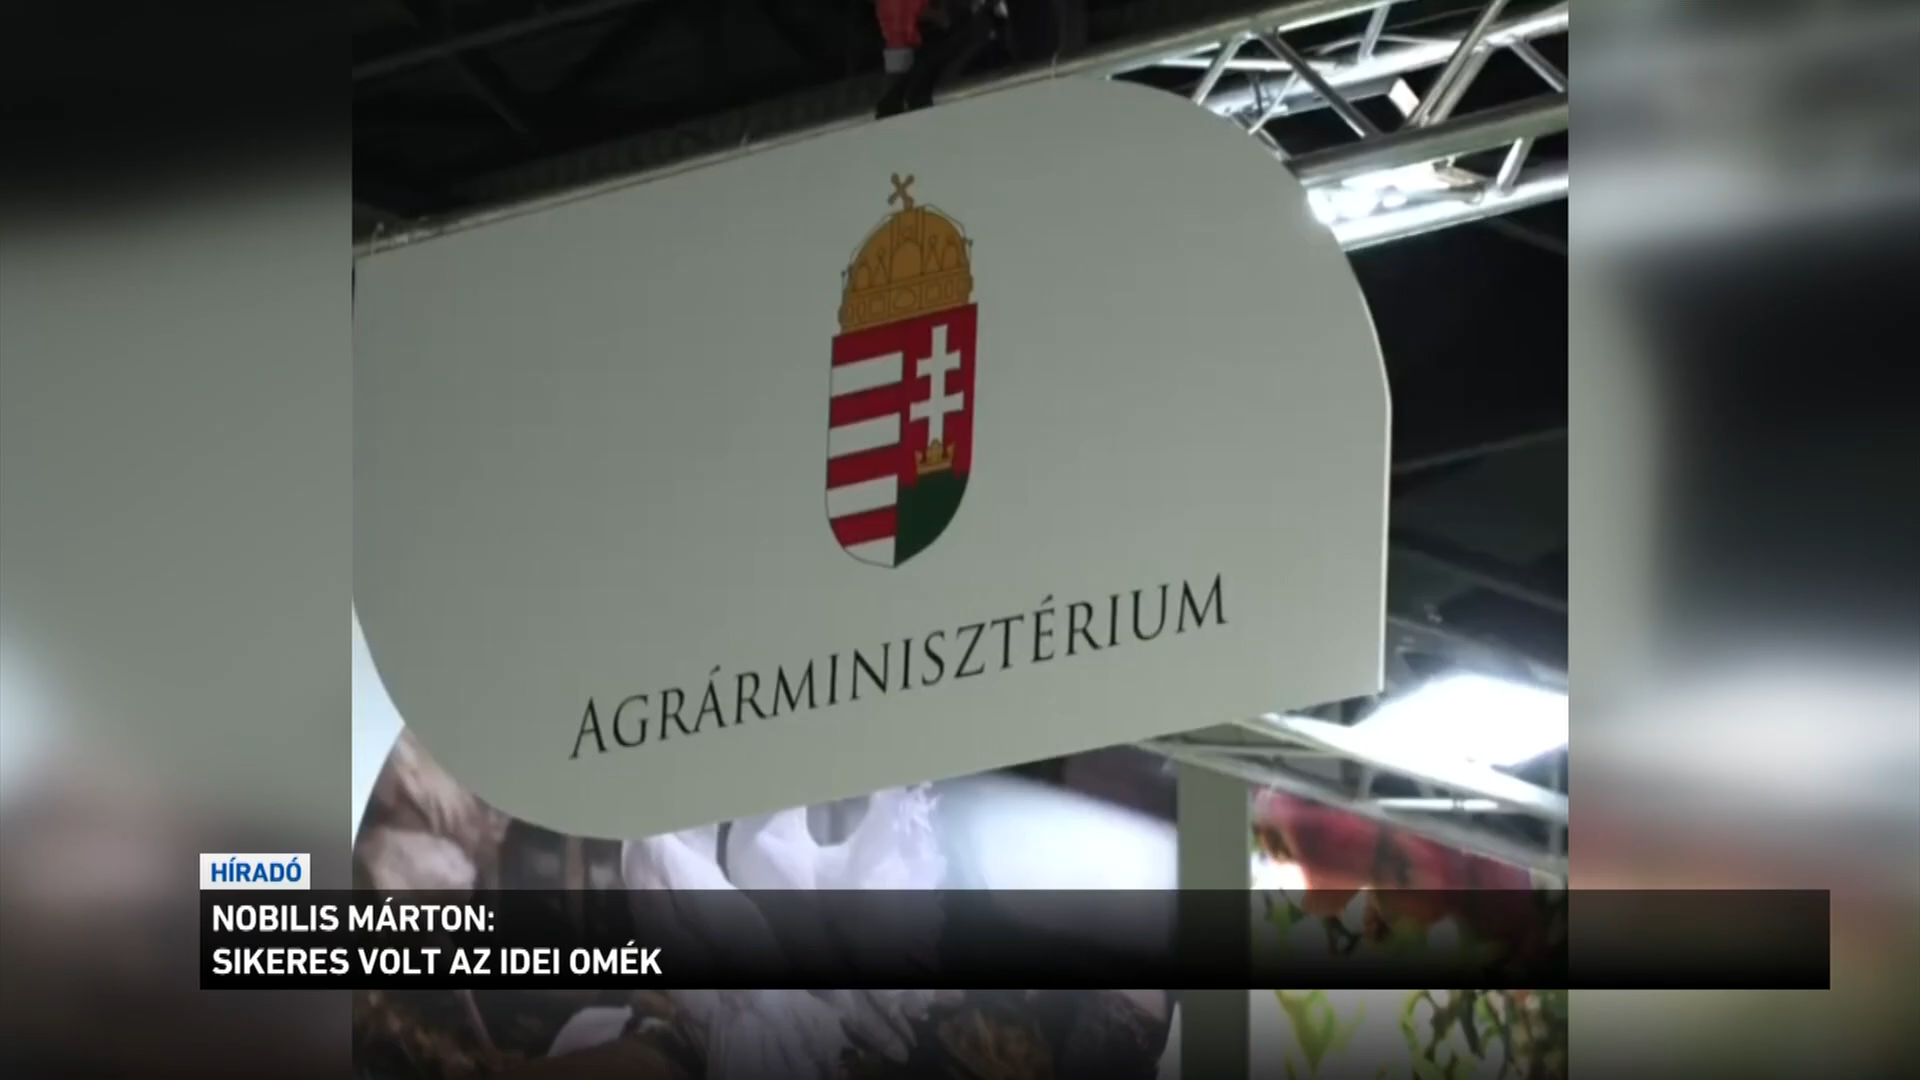 AGRÁRMINISZTÉRIUM
HÍRADÓ
NOBILIS MÁRTON:
SIKERES VOLT AZ IDEI OMÉK